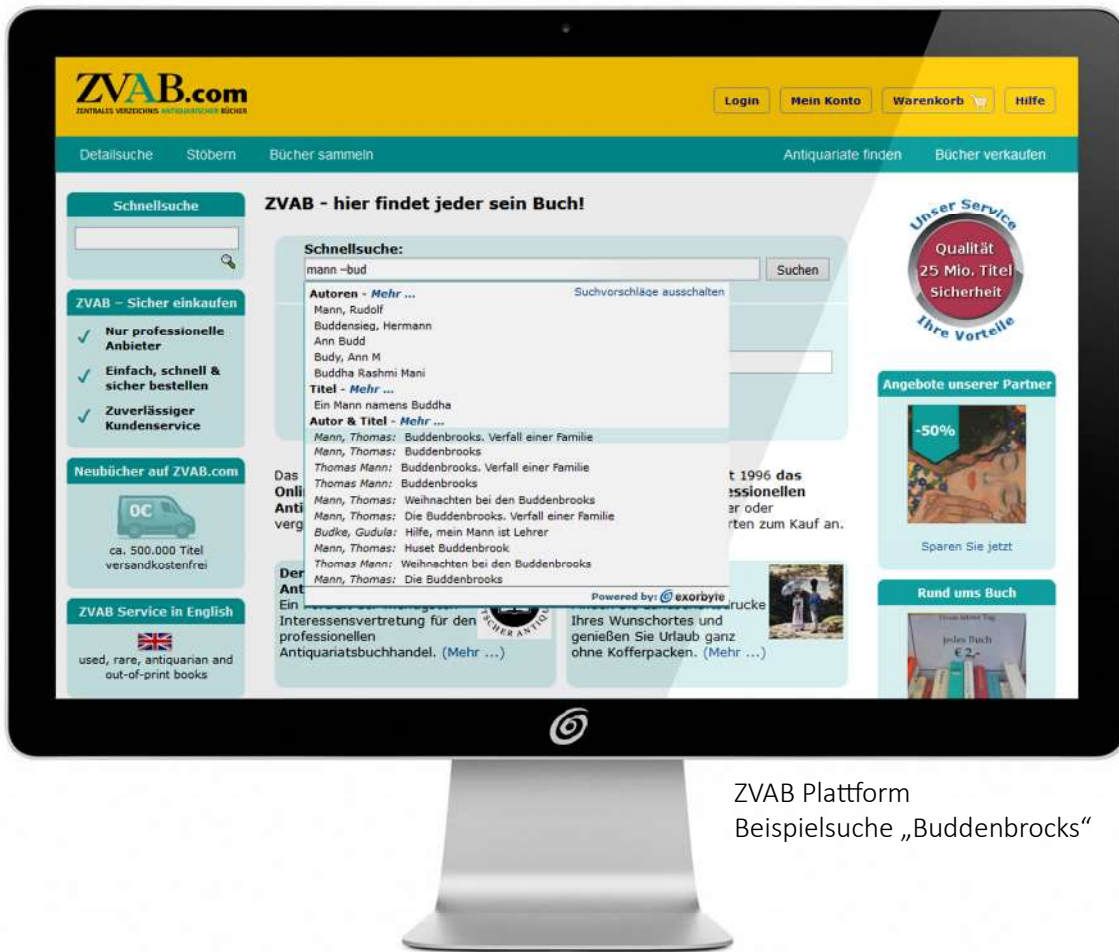 ZVAB.com
ZENTRALES VERZEICHNIS ANTIQUARISCHER BÜCHER
Login Mein Konto Warenkorb Hilfe
Detailsuche Stöbern Bücher sammeln Antiquariate finden Bücher verkaufen
Schnellsuche
ZVAB – Sicher einkaufen
Nur professionelle
Anbieter
Einfach, schnell &
sicher bestellen
Zuverlässiger
Kundenservice
Neubücher auf ZVAB.com
0€
ca. 500.000 Titel
versandkostenfrei
ZVAB Service in English
used, rare, antiquarian and
out-of-print books
ZVAB - hier findet jeder sein Buch!
Schnellsuche:
mann –bud Suchen
Autoren - Mehr ... Suchvorschläge ausschalten
Mann, Rudolf
Buddensieg, Hermann
Ann Budd
Budy, Ann M
Buddha Rashmi Mani
Titel - Mehr ...
Ein Mann namens Buddha
Autor & Titel - Mehr ...
Mann, Thomas: Buddenbrooks. Verfall einer Familie
Mann, Thomas: Buddenbrooks
Thomas Mann: Buddenbrooks. Verfall einer Familie
Thomas Mann: Buddenbrooks
Mann, Thomas: Weihnachten bei den Buddenbrooks
Mann, Thomas: Die Buddenbrooks. Verfall einer Familie
Budke, Gudula: Hilfe, mein Mann ist Lehrer
Mann, Thomas: Huset Buddenbrook
Thomas Mann: Weihnachten bei den Buddenbrooks
Mann, Thomas: Die Buddenbrooks
Powered by: exorbyte
Das t 1996 das
Onli essionellen
Anti er oder
verg rten zum Kauf an.
Der
Ant
Interessensvertretung für den
professionellen
Antiquariatsbuchhandel. (Mehr ...)
Ihres Wunschortes und
genießen Sie Urlaub ganz
ohne Kofferpacken. (Mehr ...)
Unser Service
Qualität
25 Mio. Titel
Sicherheit
Ihre Vorteile
Angebote unserer Partner
-50%
Sparen Sie jetzt
Rund ums Buch
jedes Buch
€ 2,-
ZVAB Plattform
Beispielsuche „Buddenbrocks“